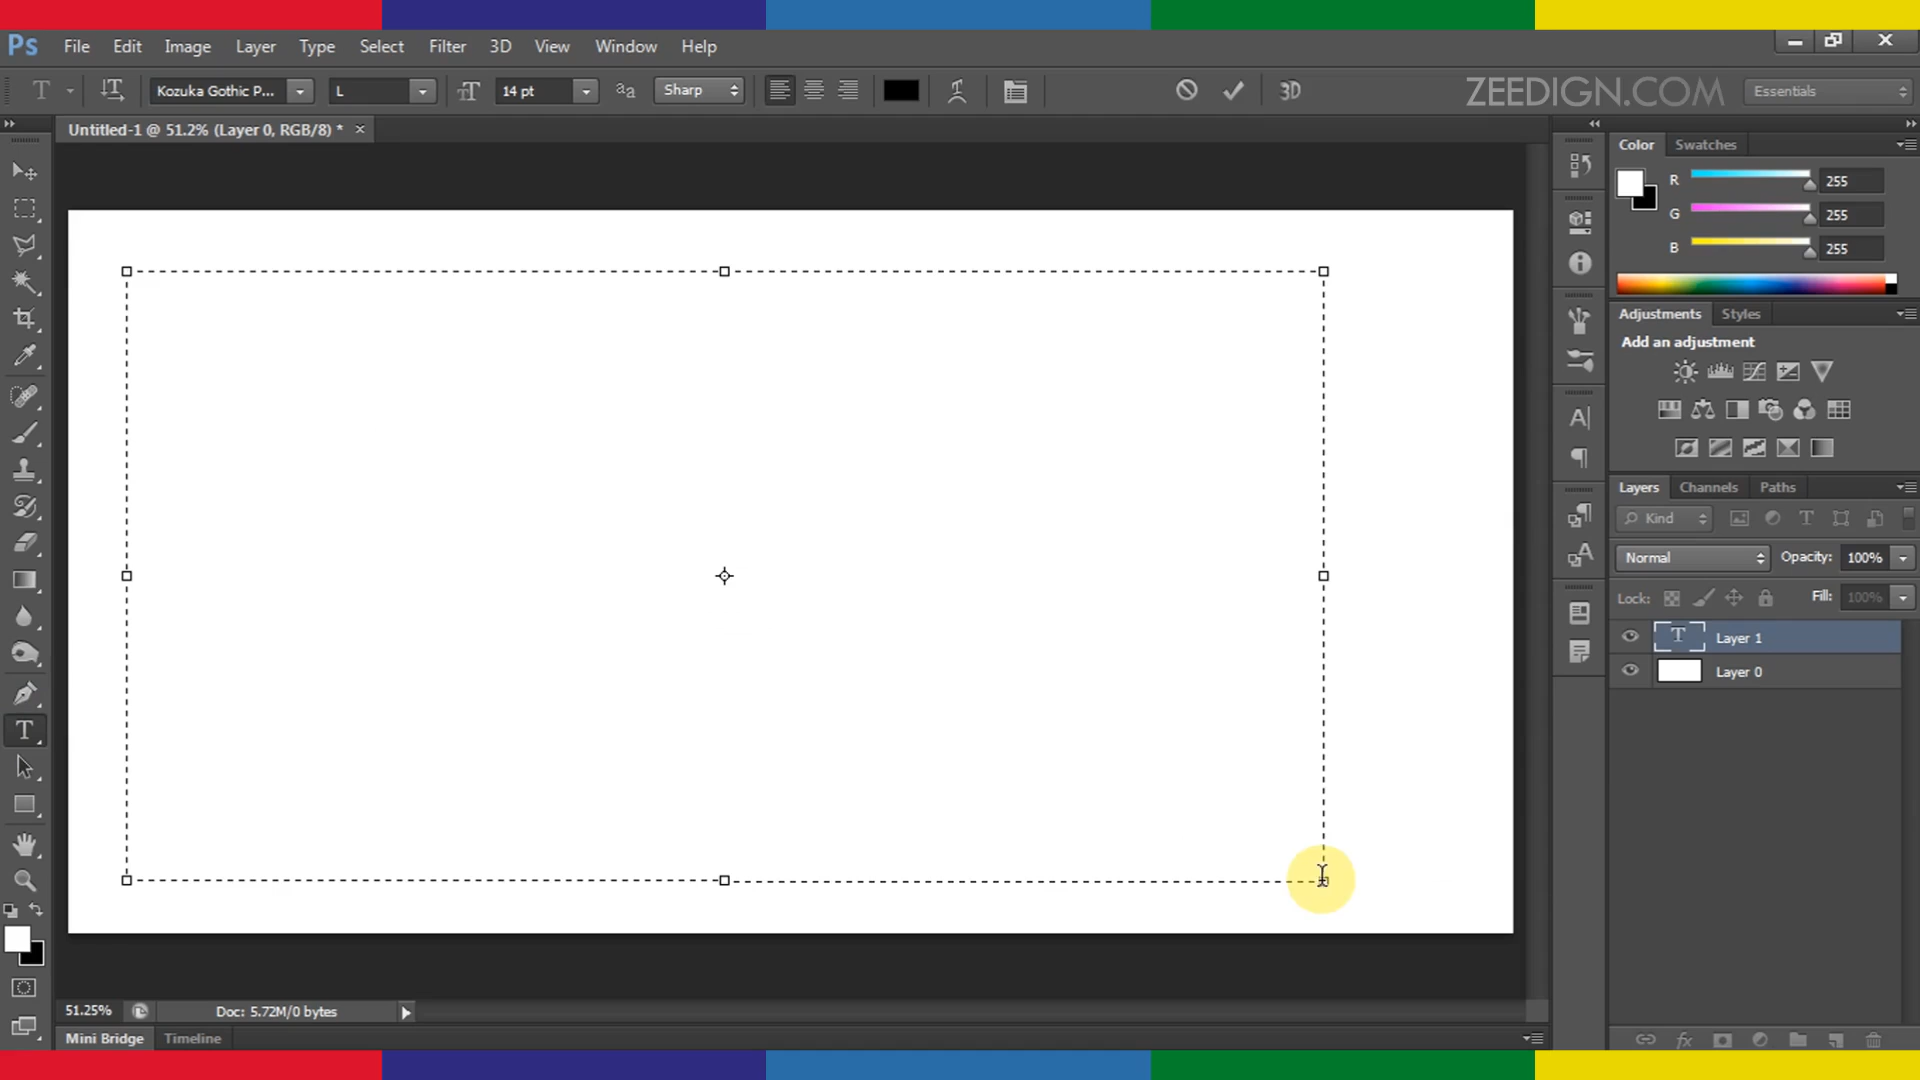 Ps File Edit Image Layer Type Select Filter 3D View Window Help
T Kozuka Gothic P... L 14 pt aa Sharp 3D ZEEDIGN.COM Essentials
Untitled-1 @ 51.2% (Layer 0, RGB/8) * ×
Color Swatches
R 255
G 255
B 255
Adjustments Styles
Add an adjustment
Layers Channels Paths
Kind
Normal Opacity: 100%
Lock: Fill: 100%
T Layer 1
Layer 0
51.25% Doc: 5.72M/0 bytes
Mini Bridge Timeline